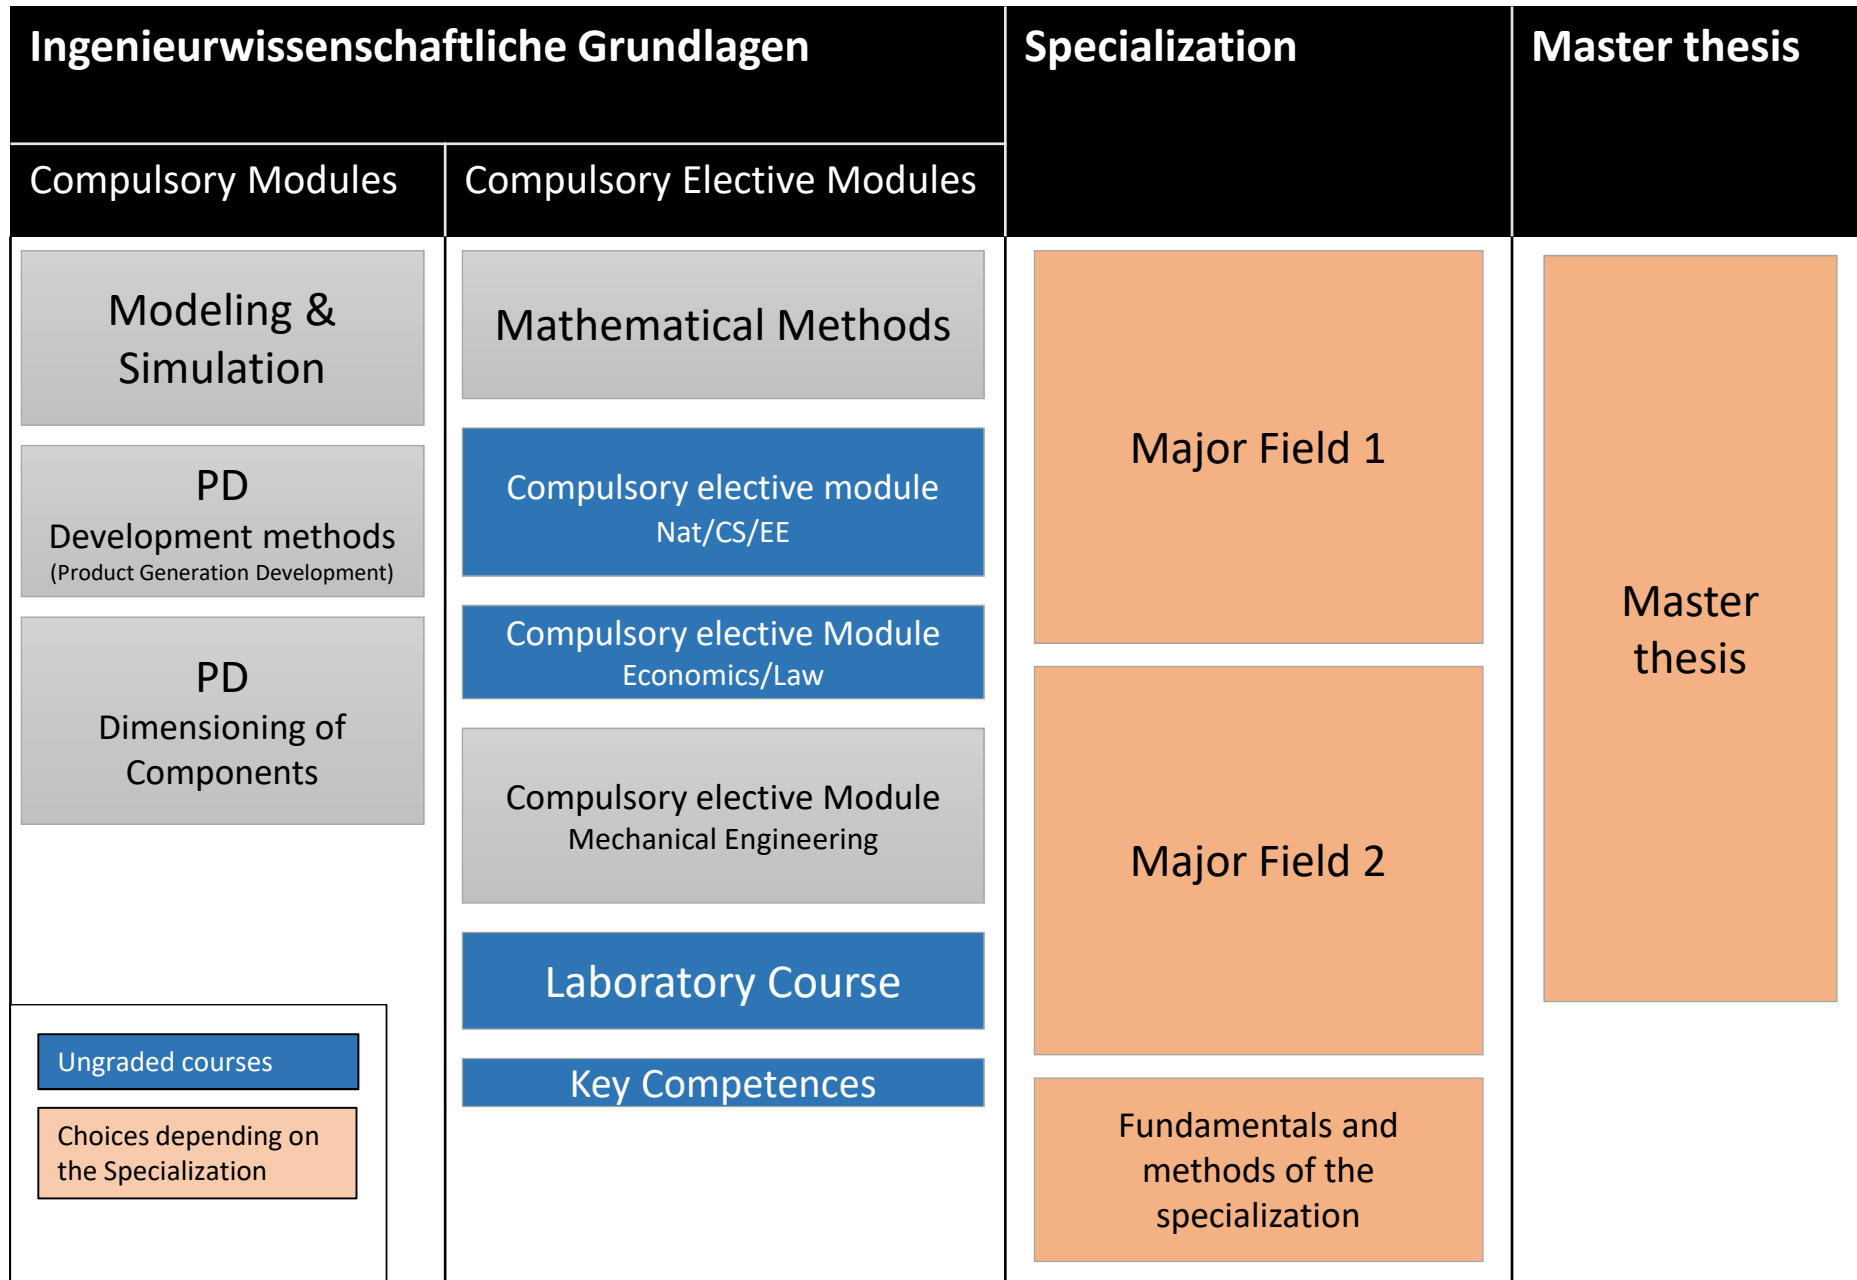 Ingenieurwissenschaftliche Grundlagen
Specialization
Master thesis
Compulsory Modules
Compulsory Elective Modules
Modeling &
Simulation
PD
Development methods
(Product Generation Development)
PD
Dimensioning of
Components
Ungraded courses
Choices depending on
the Specialization
Mathematical Methods
Compulsory elective module
Nat/CS/EE
Compulsory elective Module
Economics/Law
Compulsory elective Module
Mechanical Engineering
Laboratory Course
Key Competences
Major Field 1
Major Field 2
Fundamentals and
methods of the
specialization
Master
thesis